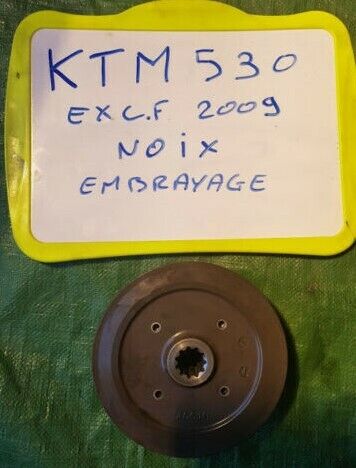 KTM 530
EXC.F 2009
NOiX
EMBRAYAGE